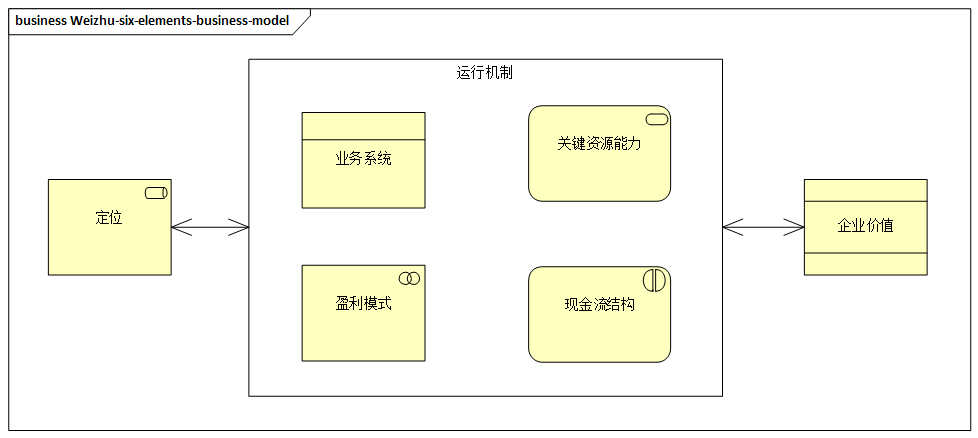 business Weizhu-six-elements-business-model
运行机制
业务系统
关键资源能力
定位
企业价值
盈利模式
现金流结构